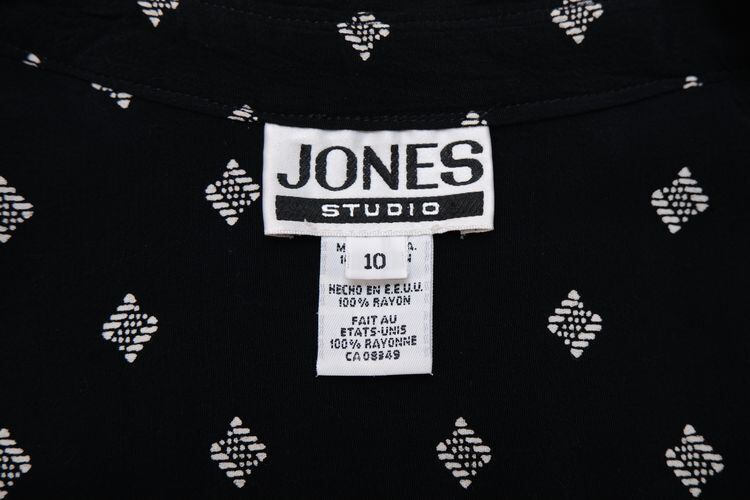 JONES
STUDIO
10
HECHO EN E.E.U.U.
100% RAYON
FAIT AU
ETATS-UNIS
100% RAYONNE
CA 08349